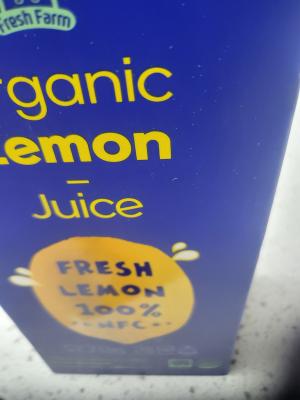 Fresh Farm
rganic
Lemon
Juice
FRESH
LEMON
100%
NFC